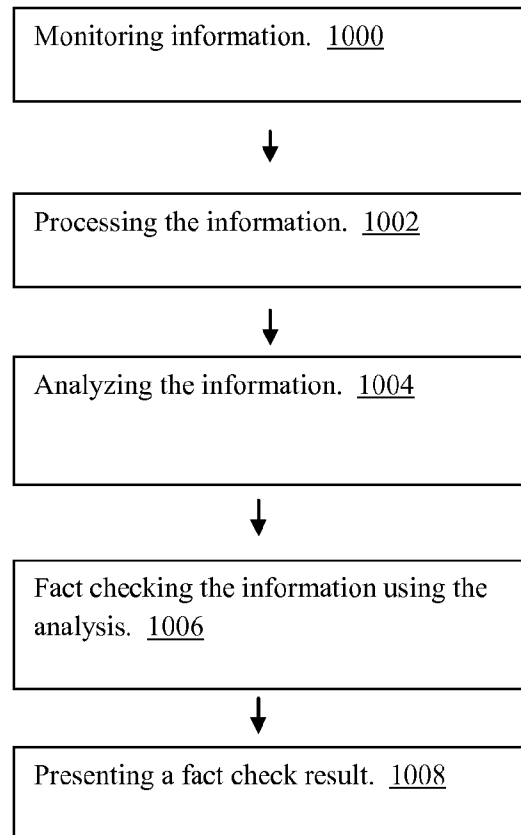 Monitoring information. 1000
Processing the information. 1002
Analyzing the information. 1004
Fact checking the information using the
analysis. 1006
Presenting a fact check result. 1008